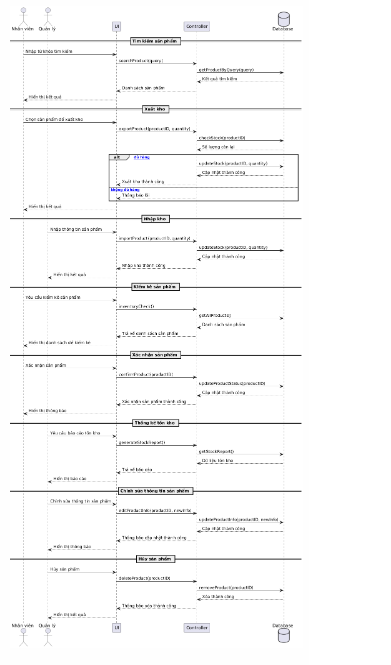 Nhân viên Quản lý UI Controller Database
Tìm kiếm sản phẩm
Nhập từ khóa tìm kiếm
searchProduct(query)
getProductByQuery(query)
Kết quả tìm kiếm
Danh sách sản phẩm
Hiển thị kết quả
Xuất kho
Chọn sản phẩm để xuất kho
exportProduct(productID, quantity)
checkStock(productID)
Số lượng còn lại
alt [đủ hàng]
updateStock(productID, quantity)
Cập nhật thành công
Xuất kho thành công
[không đủ hàng]
Thông báo lỗi
Hiển thị kết quả
Nhập kho
Nhập thông tin sản phẩm
importProduct(productID, quantity)
updateStock(productID, quantity)
Cập nhật thành công
Nhập kho thành công
Hiển thị kết quả
Kiểm kê sản phẩm
Yêu cầu kiểm kê sản phẩm
inventoryCheck()
getAllProducts()
Danh sách sản phẩm
Trả về danh sách sản phẩm
Hiển thị danh sách để kiểm kê
Xác nhận sản phẩm
Xác nhận sản phẩm
confirmProduct(productID)
updateProductStatus(productID)
Cập nhật thành công
Xác nhận sản phẩm thành công
Hiển thị thông báo
Thống kê tồn kho
Yêu cầu báo cáo tồn kho
generateStockReport()
getStockReport()
Dữ liệu tồn kho
Trả về báo cáo
Hiển thị báo cáo
Chỉnh sửa thông tin sản phẩm
Chỉnh sửa thông tin sản phẩm
editProductInfo(productID, newInfo)
updateProductInfo(productID, newInfo)
Cập nhật thành công
Thông báo cập nhật thành công
Hiển thị thông báo
Hủy sản phẩm
Hủy sản phẩm
deleteProduct(productID)
removeProduct(productID)
Xóa thành công
Thông báo xóa thành công
Hiển thị kết quả
Nhân viên Quản lý UI Controller Database